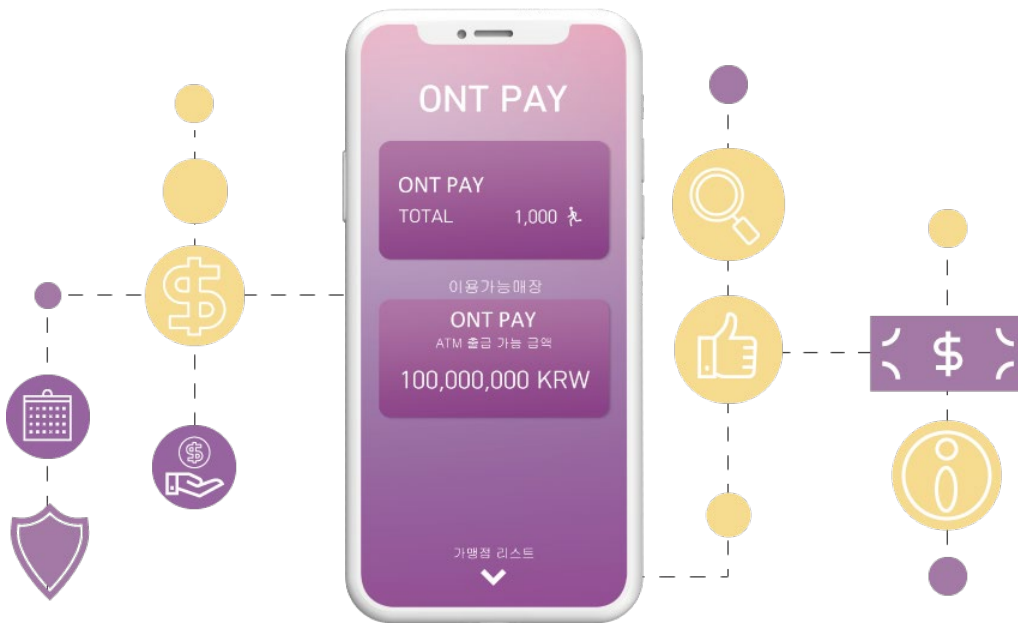 ONT PAY
ONT PAY
TOTAL 1,000
이용가능매장
ONT PAY
ATM 출금 가능 금액
100,000,000 KRW
가맹점 리스트